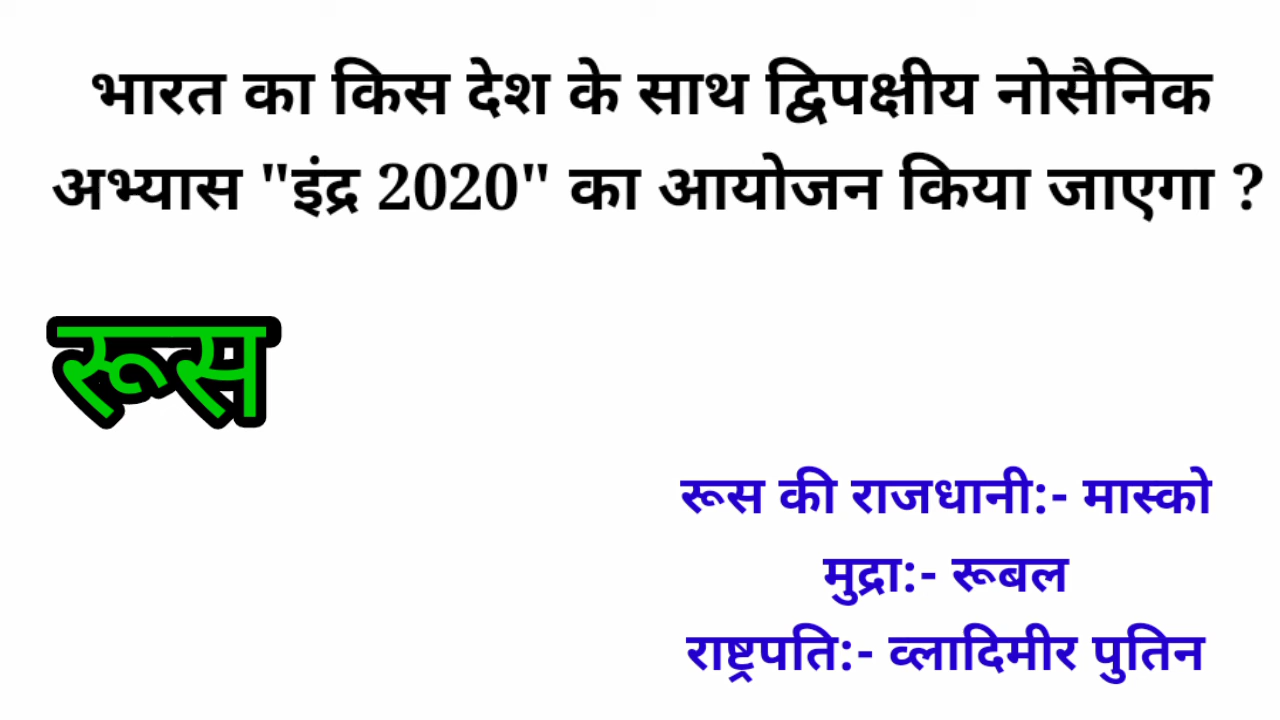 भारत का किस देश के साथ द्विपक्षीय नोसैनिक
अभ्यास "इंद्र 2020" का आयोजन किया जाएगा ?
रूस
रूस की राजधानी:- मास्को
मुद्रा:- रूबल
राष्ट्रपति:- व्लादिमीर पुतिन